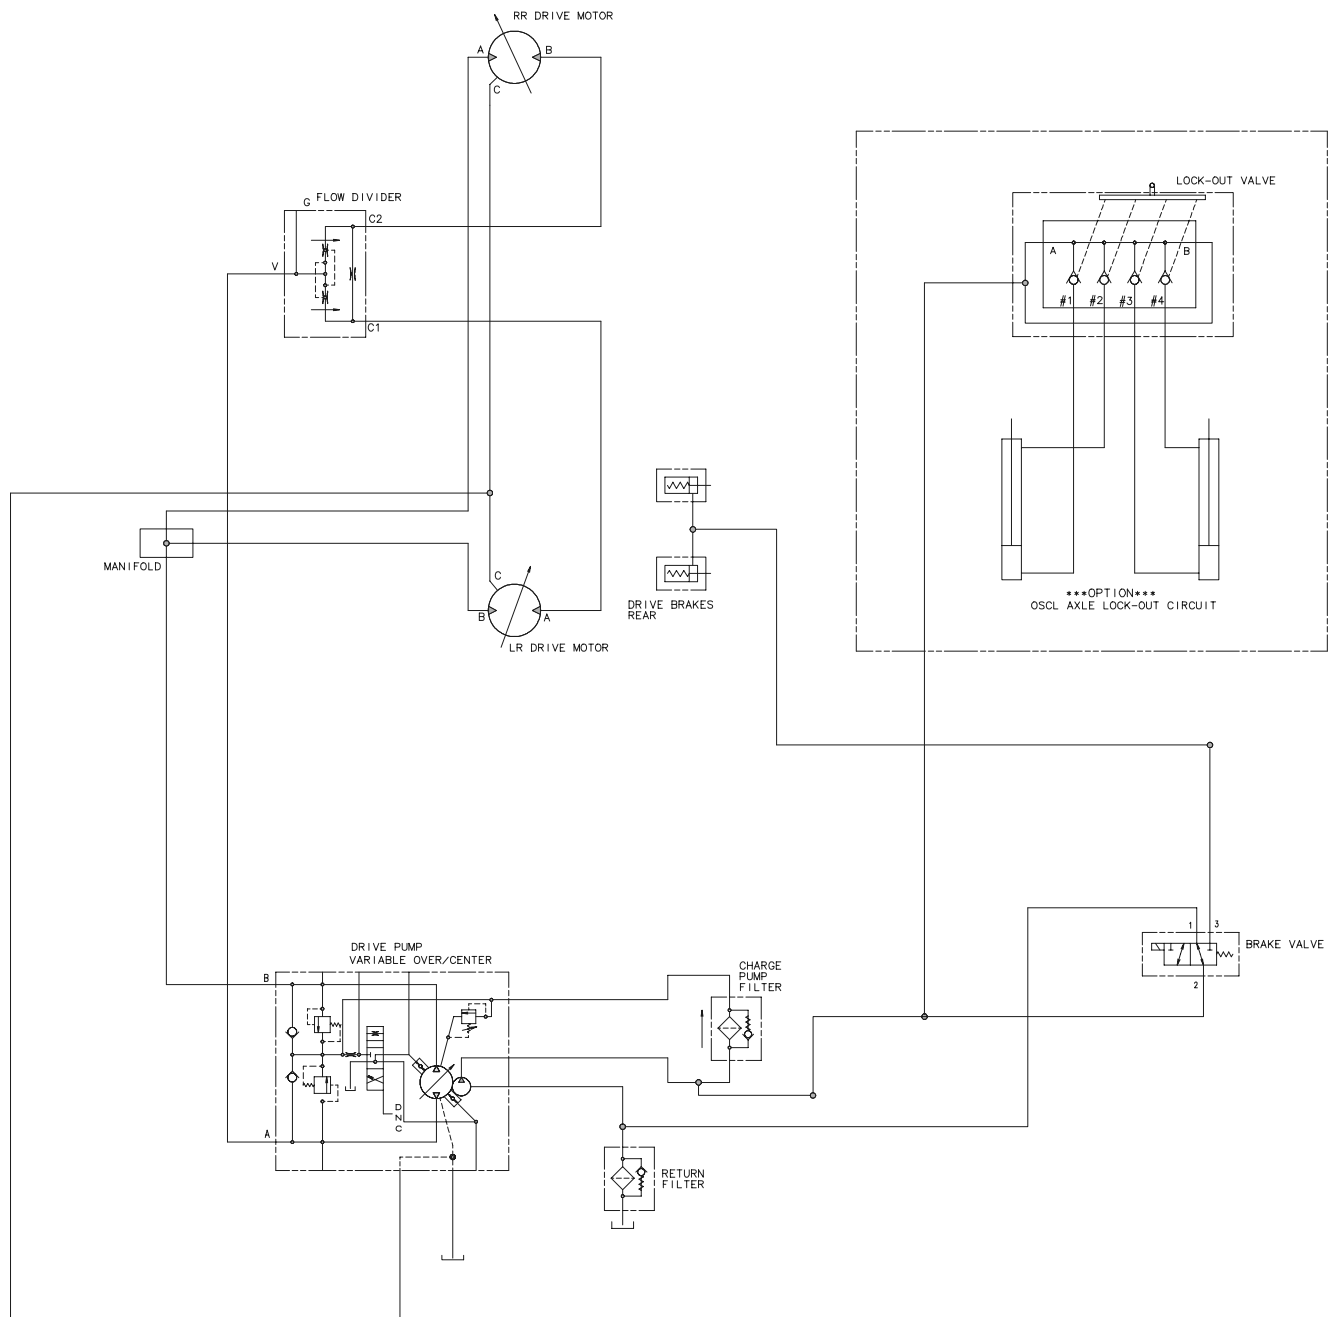 RR DRIVE MOTOR
A
B
C
LOCK-OUT VALVE
G
FLOW DIVIDER
C2
V
C1
A
B
#1
#2
#3
#4
MANIFOLD
C
B
A
LR DRIVE MOTOR
DRIVE BRAKES
REAR
***OPTION***
OSCL AXLE LOCK-OUT CIRCUIT
1
3
BRAKE VALVE
2
DRIVE PUMP
VARIABLE OVER/CENTER
B
CHARGE
PUMP
FILTER
D
N
C
A
RETURN
FILTER